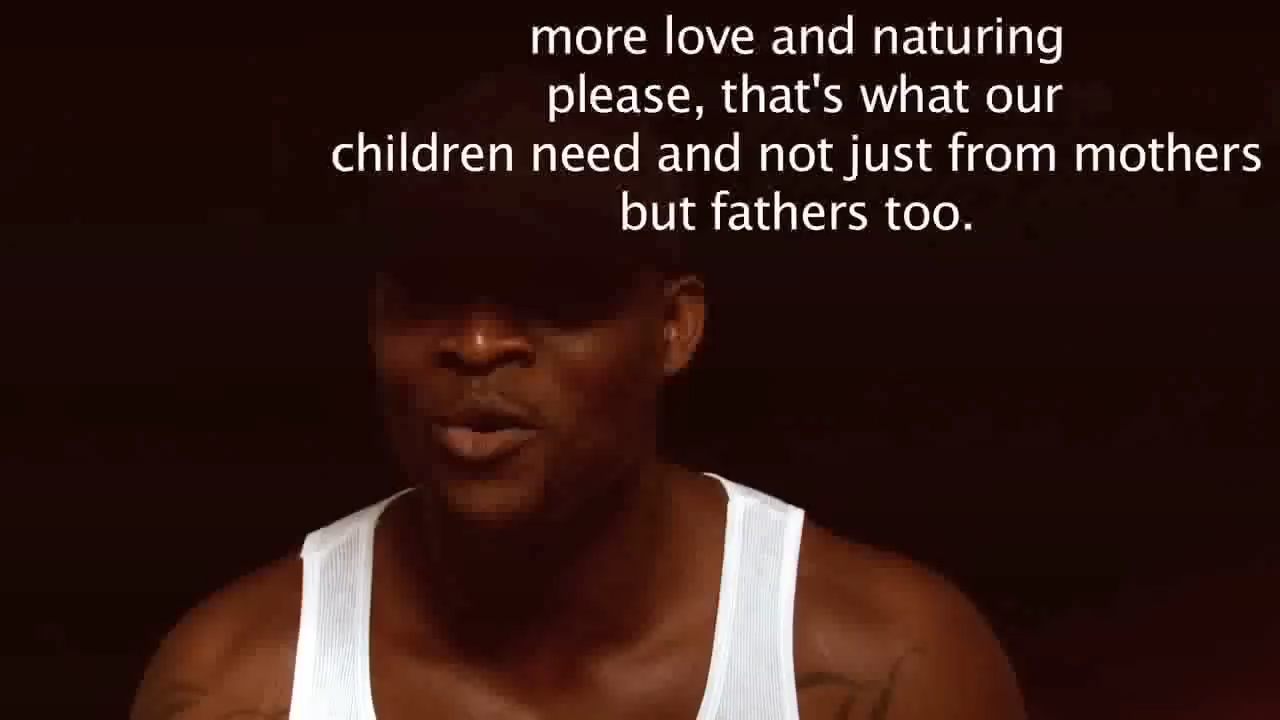 more love and naturing
please, that's what our
children need and not just from mothers
but fathers too.